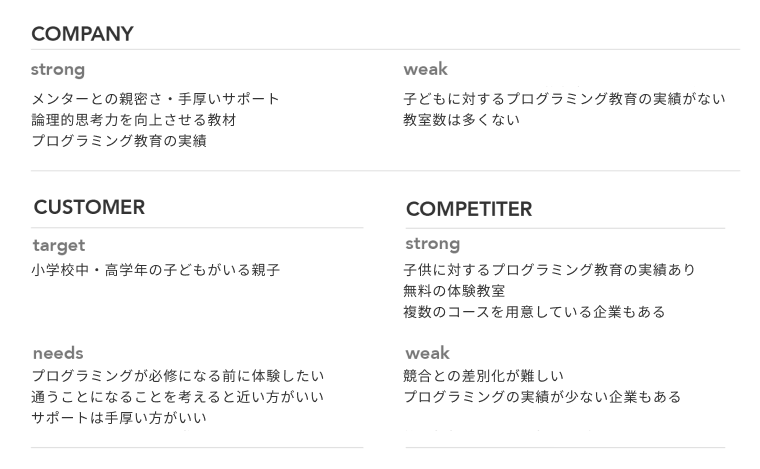 COMPANY
strong
メンターとの親密さ・手厚いサポート
論理的思考力を向上させる教材
プログラミング教育の実績
weak
子どもに対するプログラミング教育の実績がない
教室数は多くない
CUSTOMER
target
小学校中・高学年の子どもがいる親子
needs
プログラミングが必修になる前に体験したい
通うことになることを考えると近い方がいい
サポートは手厚い方がいい
COMPETITER
strong
子供に対するプログラミング教育の実績あり
無料の体験教室
複数のコースを用意している企業もある
weak
競合との差別化が難しい
プログラミングの実績が少ない企業もある